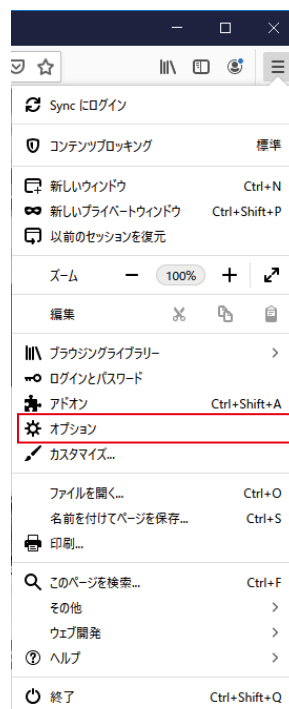 Sync にログイン
コンテンツブロッキング 標準
新しいウィンドウ Ctrl+N
新しいプライベートウィンドウ Ctrl+Shift+P
以前のセッションを復元
ズーム 100%
編集
ブラウジングライブラリー
ログインとパスワード
アドオン Ctrl+Shift+A
オプション
カスタマイズ...
ファイルを開く... Ctrl+O
名前を付けてページを保存... Ctrl+S
印刷...
このページを検索... Ctrl+F
その他
ウェブ開発
ヘルプ
終了 Ctrl+Shift+Q